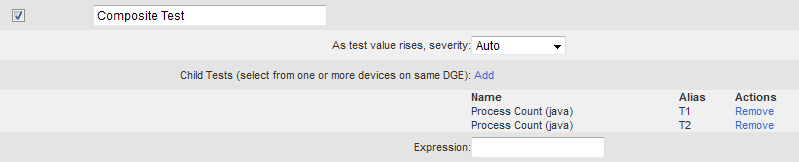 Composite Test
As test value rises, severity: Auto
Child Tests (select from one or more devices on same DGE): Add
Name Alias Actions
Process Count (java) T1 Remove
Process Count (java) T2 Remove
Expression: